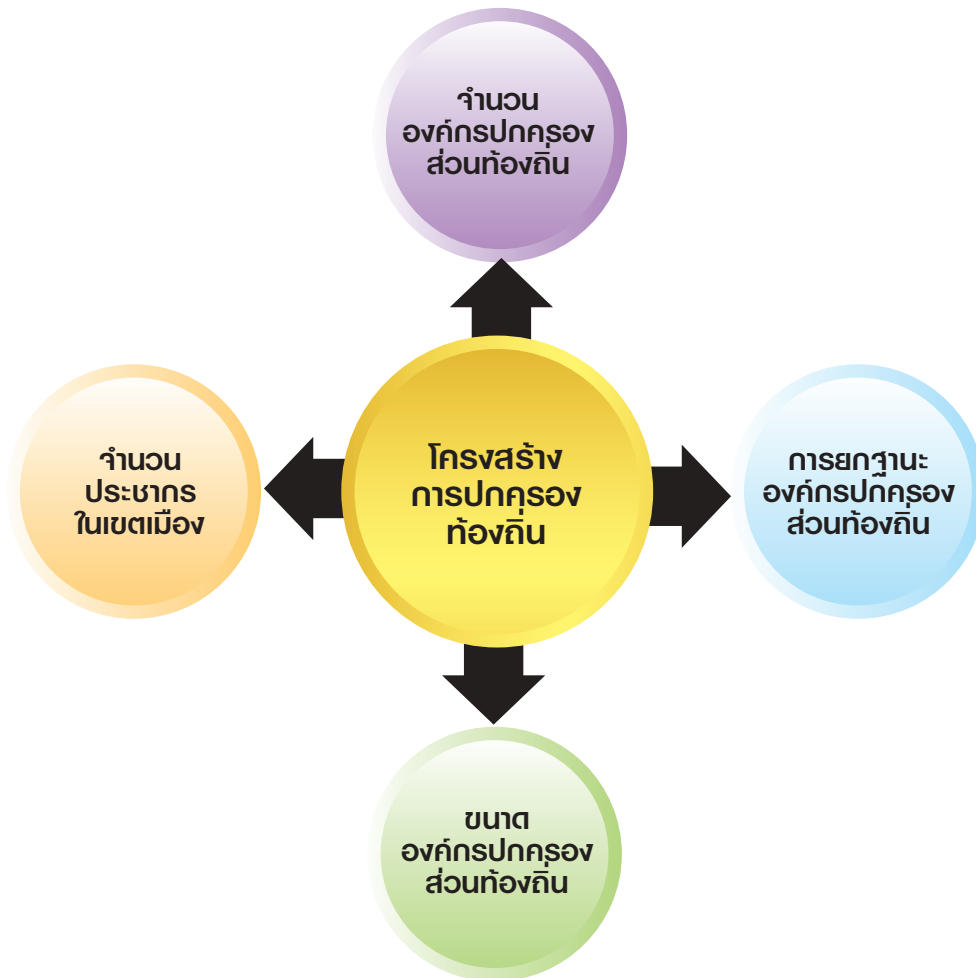 จำนวน
องค์กรปกครอง
ส่วนท้องถิ่น
จำนวน
ประชากร
ในเขตเมือง
โครงสร้าง
การปกครอง
ท้องถิ่น
การยกฐานะ
องค์กรปกครอง
ส่วนท้องถิ่น
ขนาด
องค์กรปกครอง
ส่วนท้องถิ่น